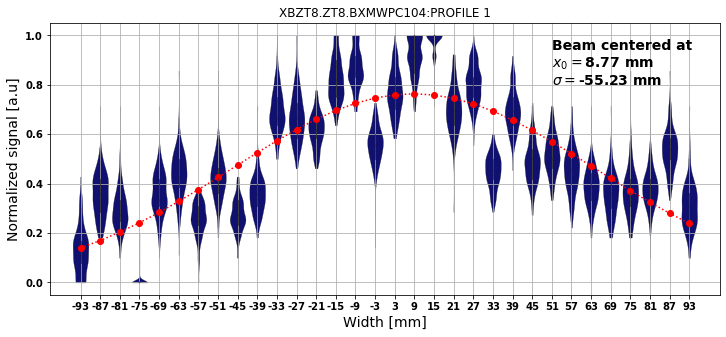 XBZT8.ZT8.BXMWPC104:PROFILE 1
Beam centered at
x₀ = 8.77 mm
σ = -55.23 mm
Normalized signal [a.u]
1.0
0.8
0.6
0.4
0.2
0.0
-93 -87 -81 -75 -69 -63 -57 -51 -45 -39 -33 -27 -21 -15 -9 -3 3 9 15 21 27 33 39 45 51 57 63 69 75 81 87 93
Width [mm]